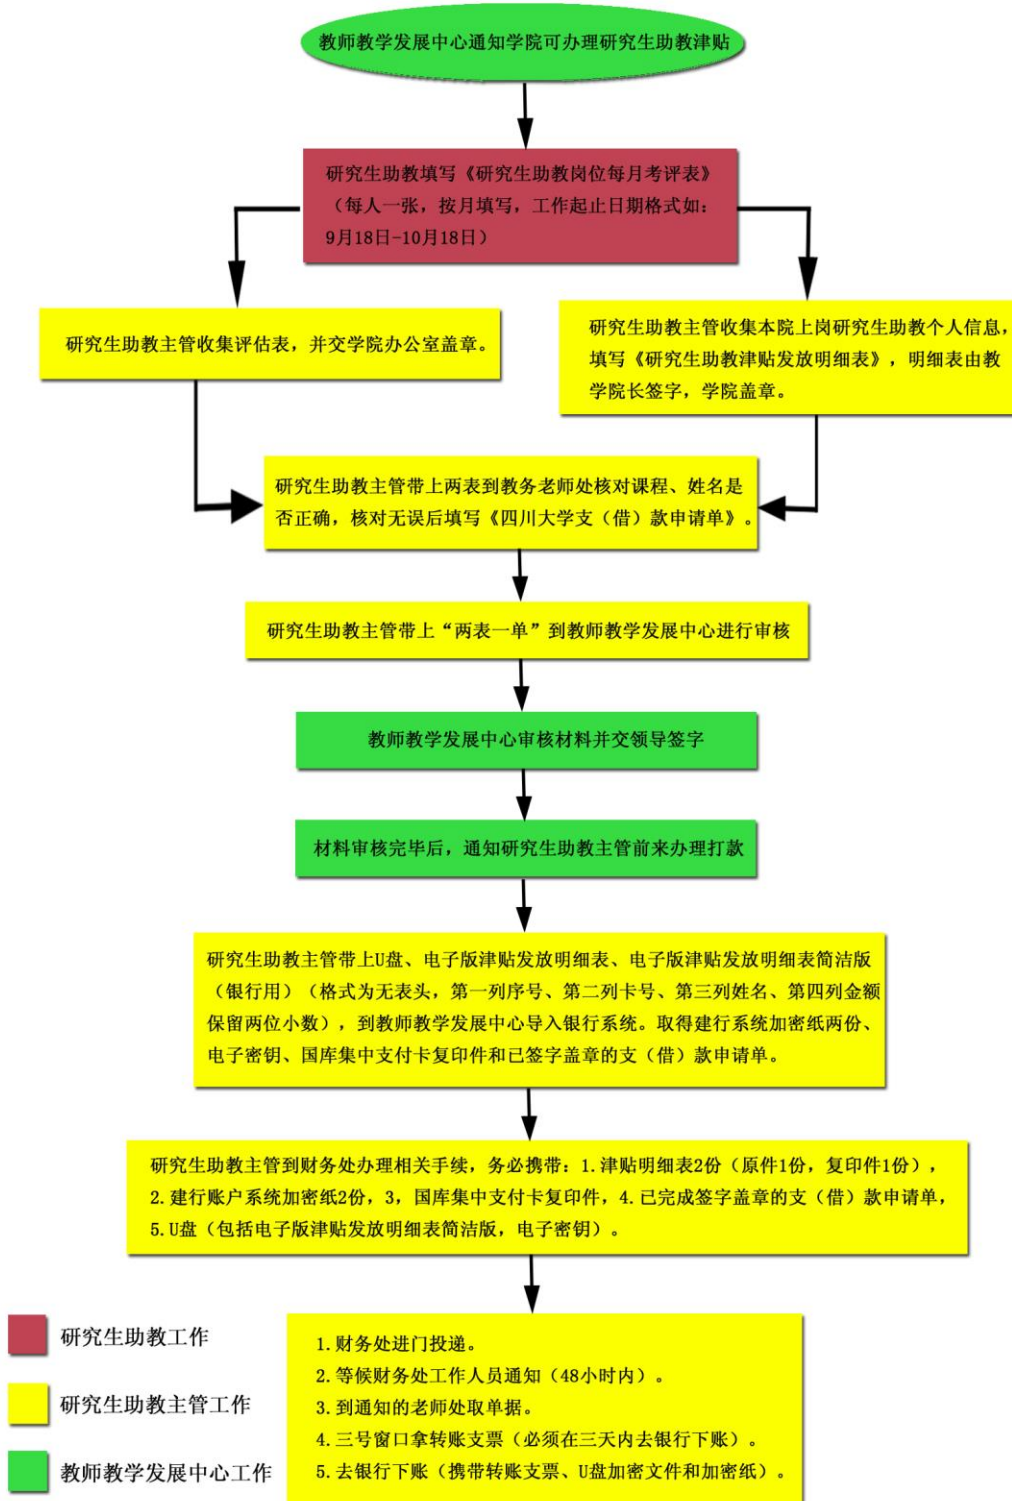 教师教学发展中心通知学院可办理研究生助教津贴
研究生助教填写《研究生助教岗位每月考评表》
（每人一张，按月填写，工作起止日期格式如：
9月18日-10月18日）
研究生助教主管收集评估表，并交学院办公室盖章。
研究生助教主管收集本院上岗研究生助教个人信息，
填写《研究生助教津贴发放明细表》，明细表由教
学院长签字，学院盖章。
研究生助教主管带上两表到教务老师处核对课程、姓名是
否正确，核对无误后填写《四川大学支（借）款申请单》。
研究生助教主管带上“两表一单”到教师教学发展中心进行审核
教师教学发展中心审核材料并交领导签字
材料审核完毕后，通知研究生助教主管前来办理打款
研究生助教主管带上U盘、电子版津贴发放明细表、电子版津贴发放明细表简洁版
（银行用）（格式为无表头，第一列序号、第二列卡号、第三列姓名、第四列金额
保留两位小数），到教师教学发展中心导入银行系统。取得建行系统加密纸两份、
电子密钥、国库集中支付卡复印件和已签字盖章的支（借）款申请单。
研究生助教主管到财务处办理相关手续，务必携带：1.津贴明细表2份（原件1份，复印件1份），
2.建行账户系统加密纸2份，3，国库集中支付卡复印件，4.已完成签字盖章的支（借）款申请单，
5.U盘（包括电子版津贴发放明细表简洁版，电子密钥）。
1.财务处进门投递。
2.等候财务处工作人员通知（48小时内）。
3.到通知的老师处取单据。
4.三号窗口拿转账支票（必须在三天内去银行下账）。
5.去银行下账（携带转账支票、U盘加密文件和加密纸）。
研究生助教工作
研究生助教主管工作
教师教学发展中心工作